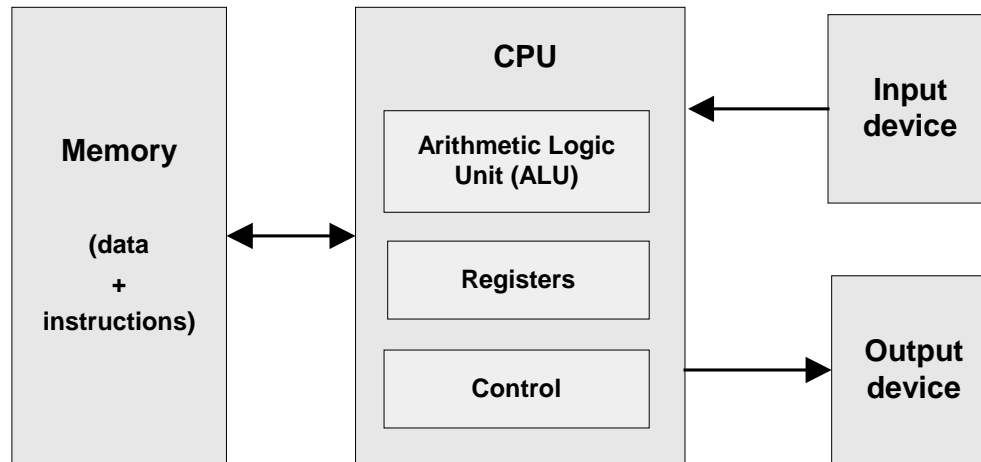 Memory
(data
+
instructions)
CPU
Arithmetic Logic
Unit (ALU)
Registers
Control
Input
device
Output
device